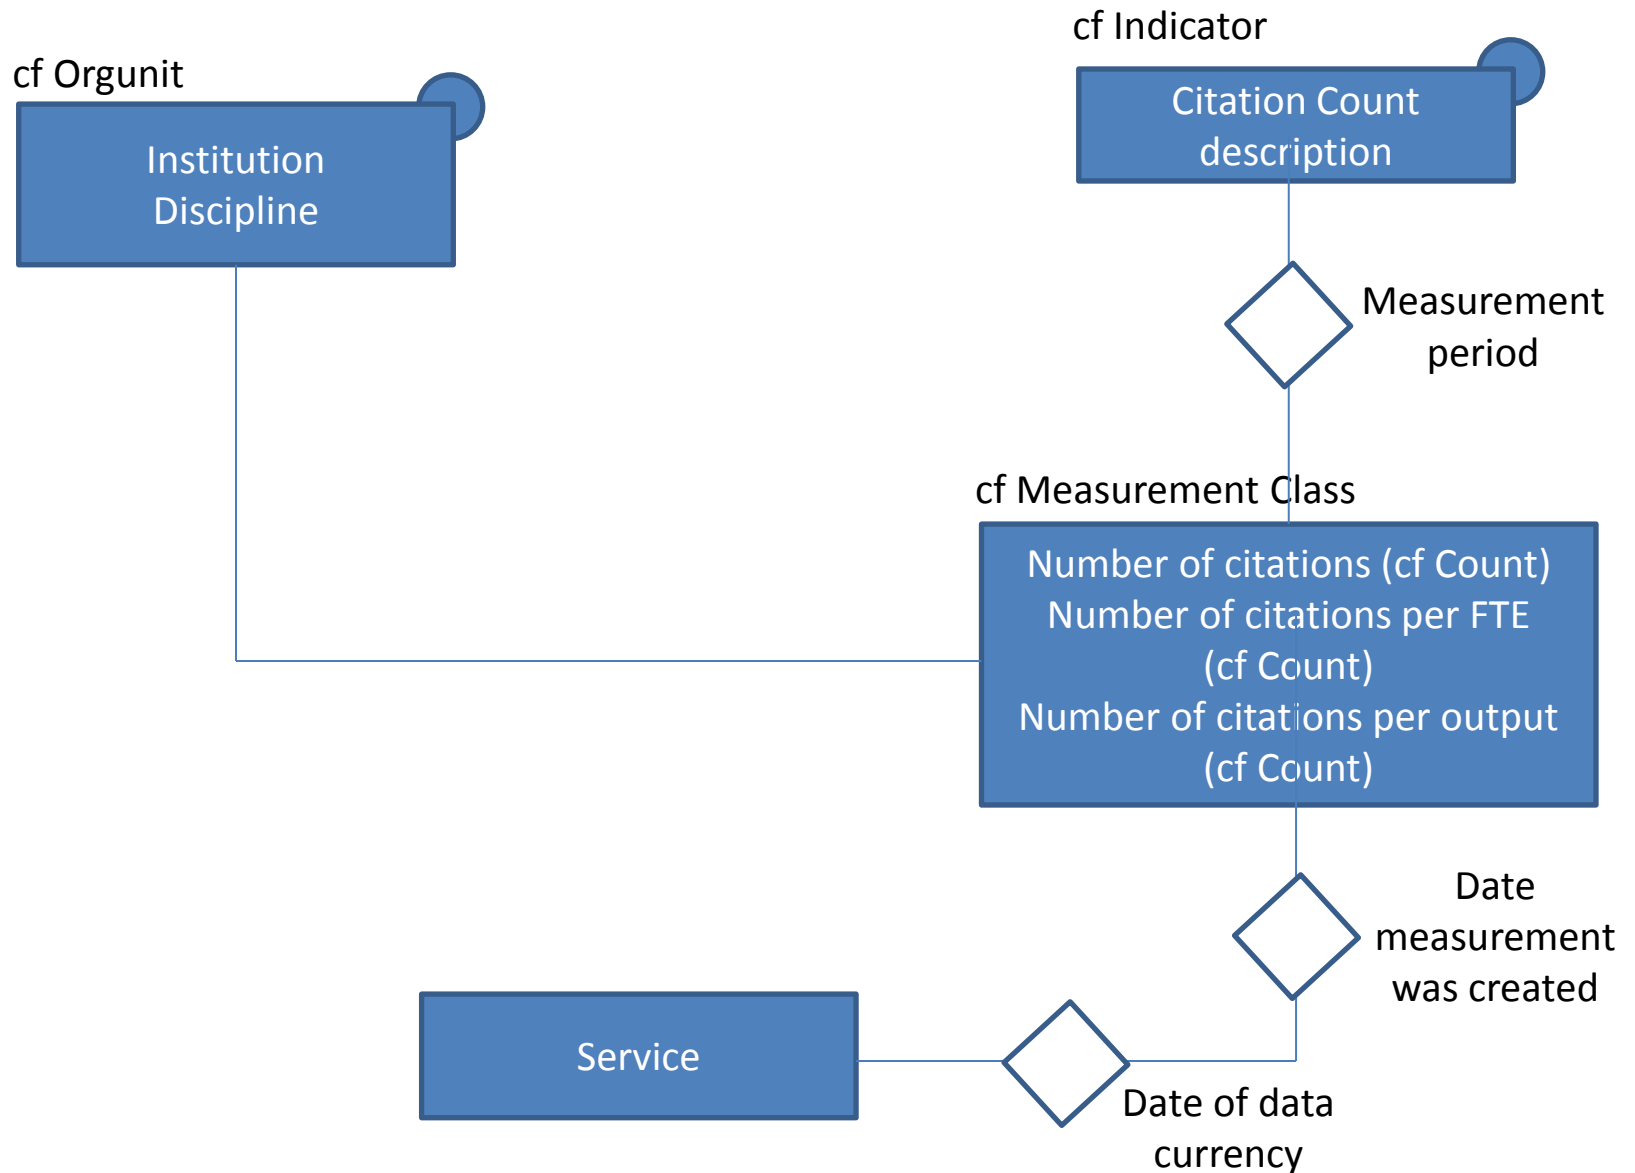 cf Indicator
cf Orgunit
Citation Count
description
Institution
Discipline
Measurement
period
cf Measurement Class
Number of citations (cf Count)
Number of citations per FTE
(cf Count)
Number of citations per output
(cf Count)
Date
measurement
was created
Service
Date of data
currency